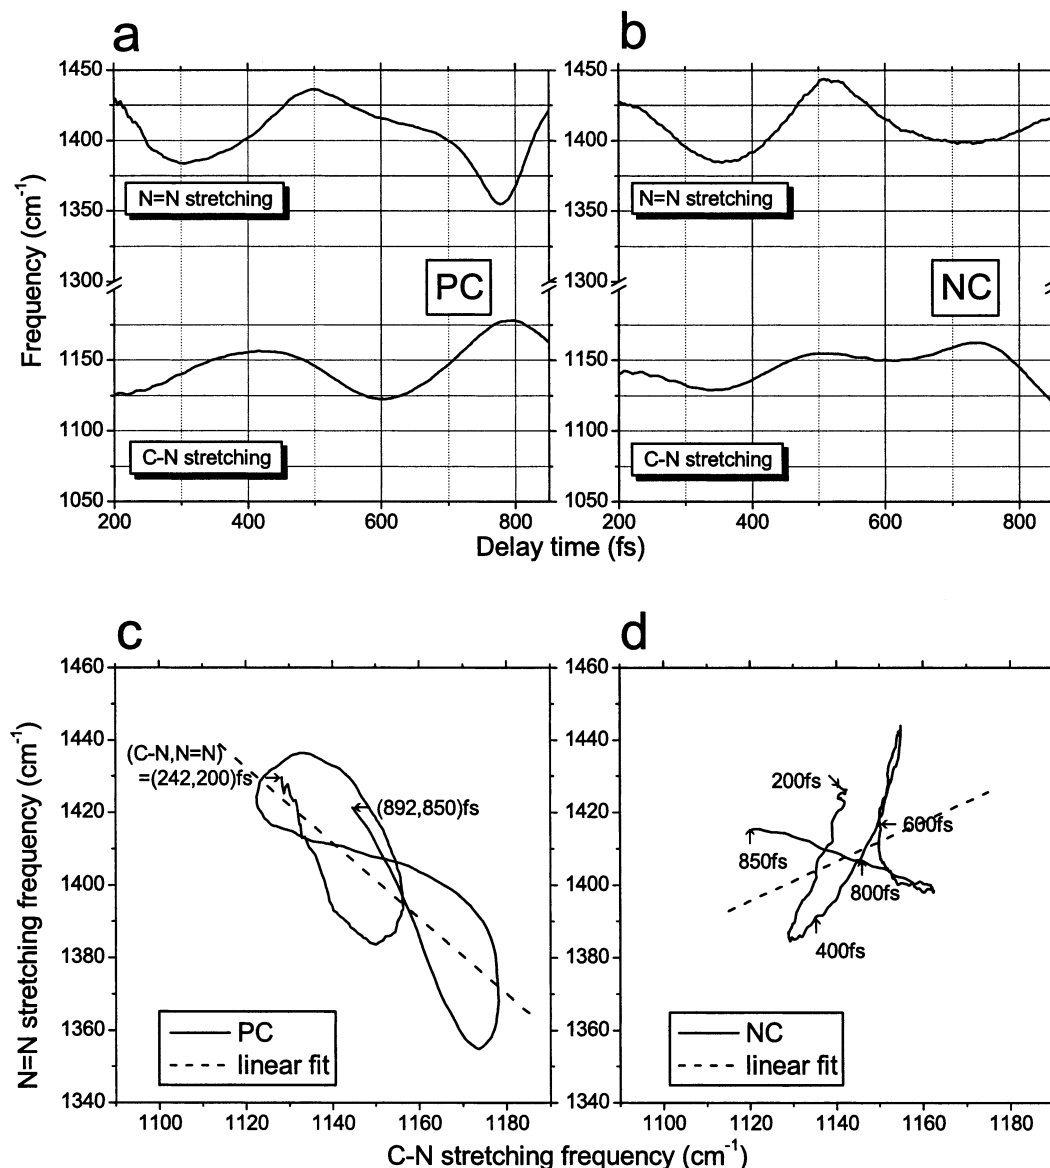 a
b
Frequency (cm-1)
1450
1400
1350
1300
1150
1100
1050
N=N stretching
PC
C-N stretching
200
400
600
800
1450
1400
1350
1300
1150
1100
1050
N=N stretching
NC
C-N stretching
200
400
600
800
Delay time (fs)
c
d
N=N stretching frequency (cm-1)
1460
1440
1420
1400
1380
1360
1340
(C-N,N=N)
=(242,200)fs
(892,850)fs
PC
linear fit
1100
1120
1140
1160
1180
1460
1440
1420
1400
1380
1360
1340
200fs
600fs
850fs
800fs
400fs
NC
linear fit
1100
1120
1140
1160
1180
C-N stretching frequency (cm-1)